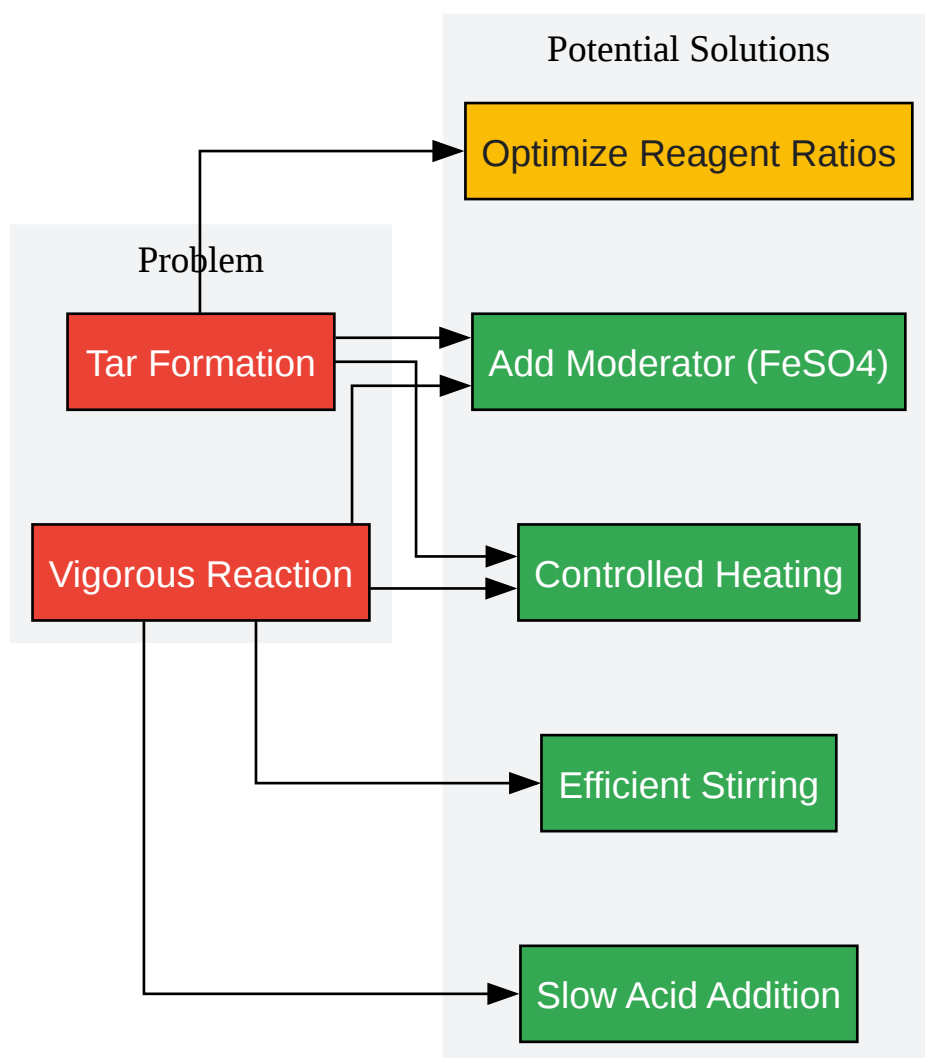 Potential Solutions
Optimize Reagent Ratios
Problem
Tar Formation
Add Moderator (FeSO4)
Vigorous Reaction
Controlled Heating
Efficient Stirring
Slow Acid Addition